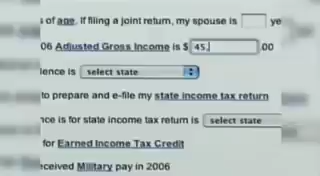 s of age. If filing a joint return, my spouse is ye
06 Adjusted Gross Income is $ 45, .00
ence is select state
to prepare and e-file my state income tax return
nce is for state income tax return is select state
for Earned Income Tax Credit
eceived Military pay in 2006